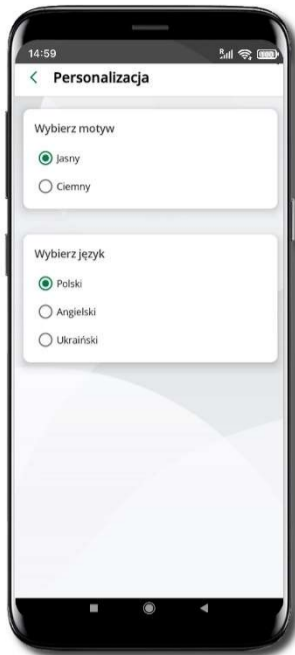 14:59
Personalizacja
Wybierz motyw
Jasny
Ciemny
Wybierz język
Polski
Angielski
Ukraiński